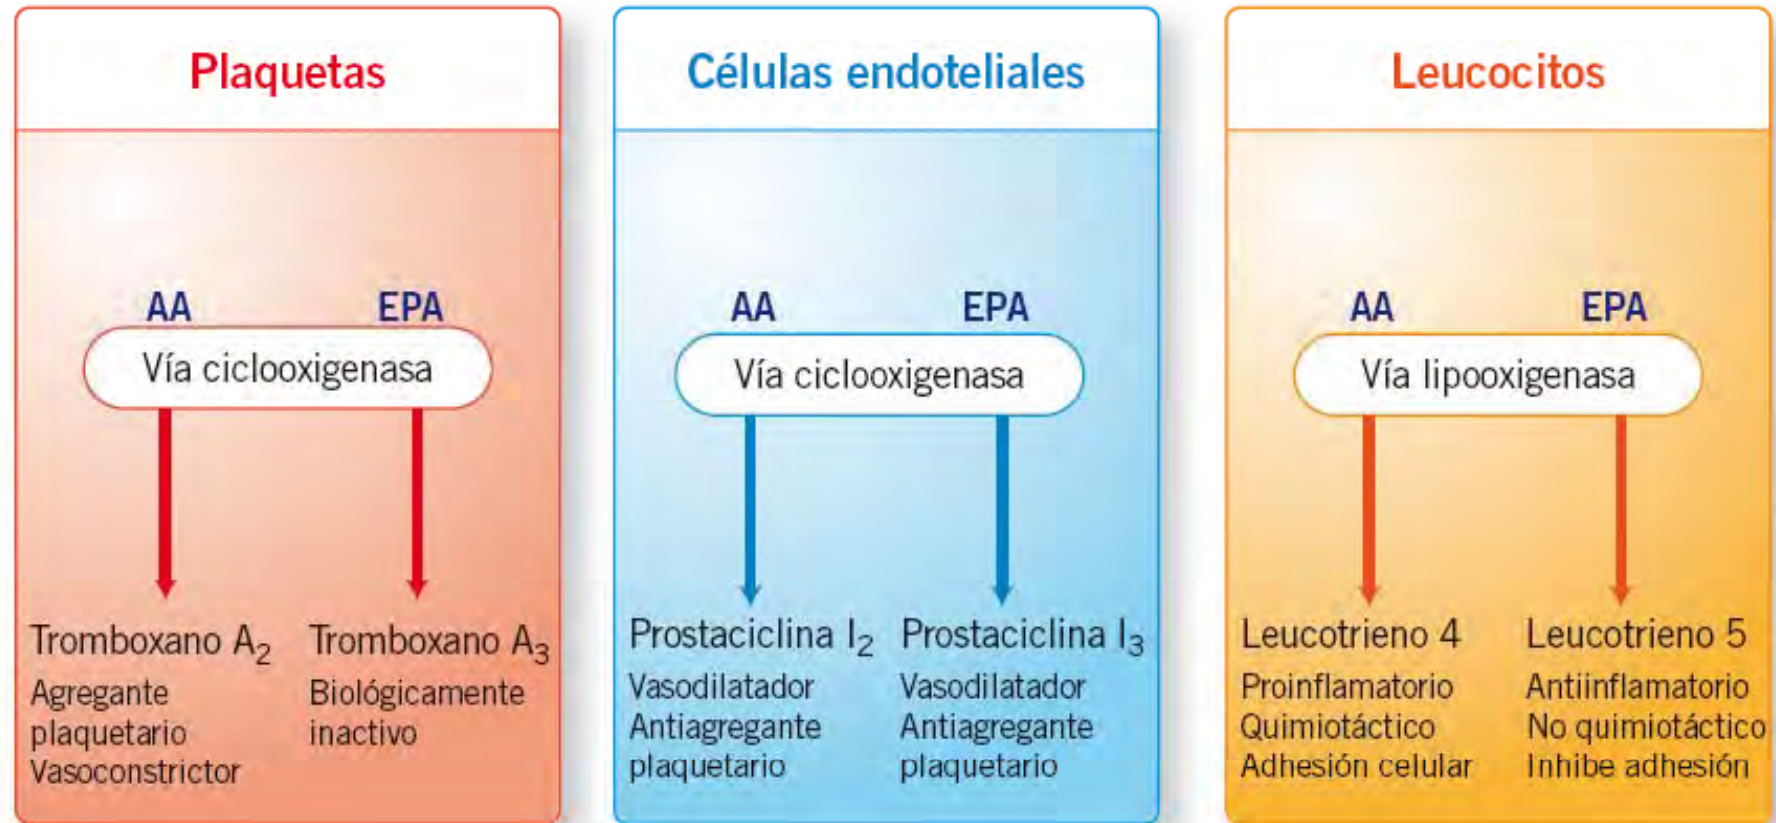 Plaquetas
AA EPA
Vía ciclooxigenasa
Tromboxano A₂
Agregante
plaquetario
Vasoconstrictor
Tromboxano A₃
Biológicamente
inactivo
Células endoteliales
AA EPA
Vía ciclooxigenasa
Prostaciclina I₂
Vasodilatador
Antiagregante
plaquetario
Prostaciclina I₃
Vasodilatador
Antiagregante
plaquetario
Leucocitos
AA EPA
Vía lipooxigenasa
Leucotrieno 4
Proinflamatorio
Quimiotáctico
Adhesión celular
Leucotrieno 5
Antiinflamatorio
No quimiotáctico
Inhibe adhesión